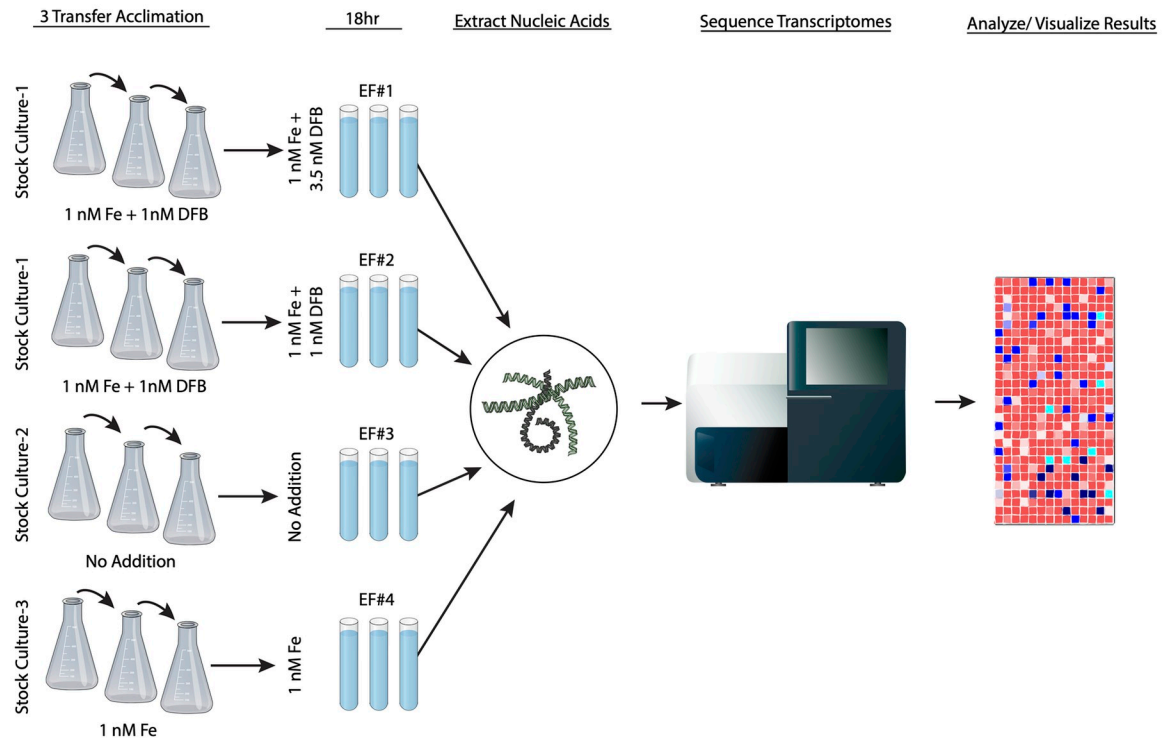 3 Transfer Acclimation
18hr
Extract Nucleic Acids
Sequence Transcriptomes
Analyze/ Visualize Results
Stock Culture-1
1 nM Fe + 1nM DFB
1 nM Fe +
3.5 nM DFB
EF#1
Stock Culture-1
1 nM Fe + 1nM DFB
1 nM Fe +
1 nM DFB
EF#2
Stock Culture-2
No Addition
No Addition
EF#3
Stock Culture-3
1 nM Fe
1 nM Fe
EF#4